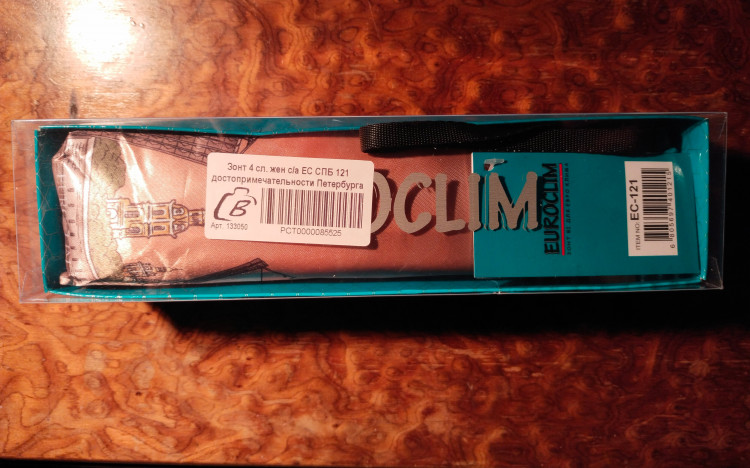 Зонт 4 сл. жен с/а ЕС СПБ 121
достопримечательности Петербурга
Арт. 133050
РСТ0000085525
OCLIM
EUROCLIM
ITEM NO: EC-121